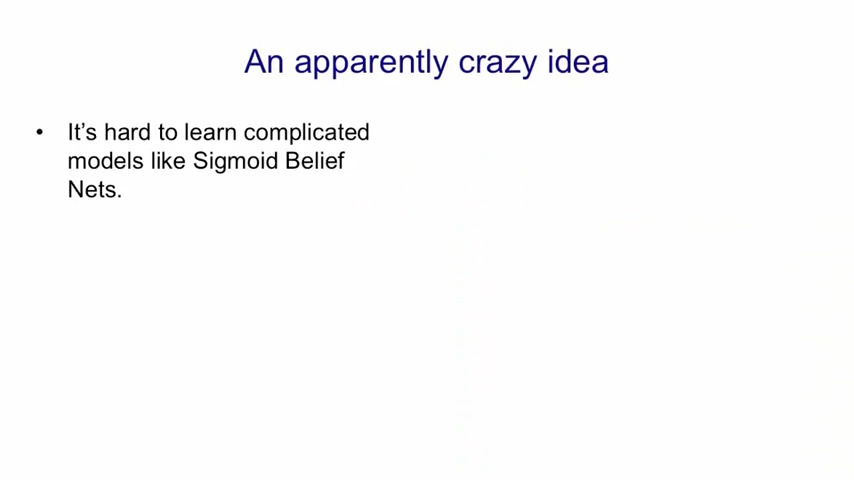 An apparently crazy idea
• It's hard to learn complicated
models like Sigmoid Belief
Nets.